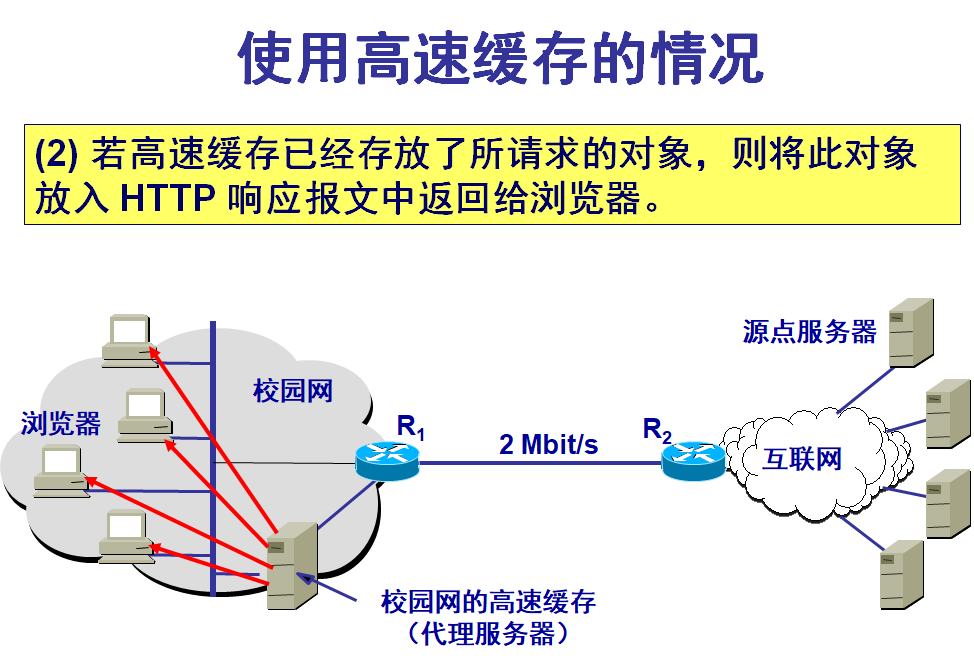 使用高速缓存的情况
(2) 若高速缓存已经存放了所请求的对象，则将此对象
放入 HTTP 响应报文中返回给浏览器。
源点服务器
校园网
浏览器
R1
2 Mbit/s
R2
互联网
校园网的高速缓存
（代理服务器）